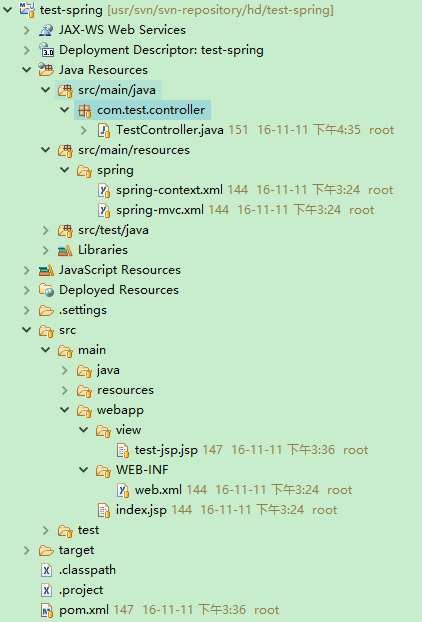 test-spring [usr/svn/svn-repository/hd/test-spring]
JAX-WS Web Services
Deployment Descriptor: test-spring
Java Resources
src/main/java
com.test.controller
TestController.java 151 16-11-11 下午4:35 root
src/main/resources
spring
spring-context.xml 144 16-11-11 下午3:24 root
spring-mvc.xml 144 16-11-11 下午3:24 root
src/test/java
Libraries
JavaScript Resources
Deployed Resources
.settings
src
main
java
resources
webapp
view
test-jsp.jsp 147 16-11-11 下午3:36 root
WEB-INF
web.xml 144 16-11-11 下午3:24 root
index.jsp 144 16-11-11 下午3:24 root
test
target
.classpath
.project
pom.xml 147 16-11-11 下午3:36 root